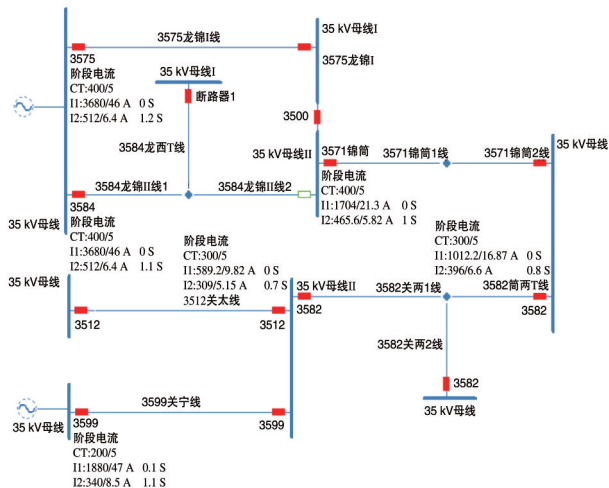 3575龙锦I线
35 kV母线I
3575
3575龙锦I
阶段电流
CT:400/5
I1:3680/46 A 0 S
I2:512/6.4 A 1.2 S
35 kV母线I
断路器1
3500
3584龙西T线
35 kV母线II
3571锦筒
3571锦筒1线
3571锦筒2线
35 kV母线
阶段电流
CT:400/5
I1:1704/21.3 A 0 S
I2:465.6/5.82 A 1 S
3584龙锦II线1
3584龙锦II线2
3584
35 kV母线
阶段电流
CT:400/5
I1:3680/46 A 0 S
I2:512/6.4 A 1.1 S
阶段电流
CT:300/5
I1:589.2/9.82 A 0 S
I2:309/5.15 A 0.7 S
3512关太线
阶段电流
CT:300/5
I1:1012.2/16.87 A 0 S
I2:396/6.6 A 0.8 S
3582筒两T线
35 kV母线
35 kV母线II
3582关两1线
3512
3512
3582
3582
3582关两2线
3582
35 kV母线
3599关宁线
35 kV母线
3599
3599
阶段电流
CT:200/5
I1:1880/47 A 0.1 S
I2:340/8.5 A 1.1 S